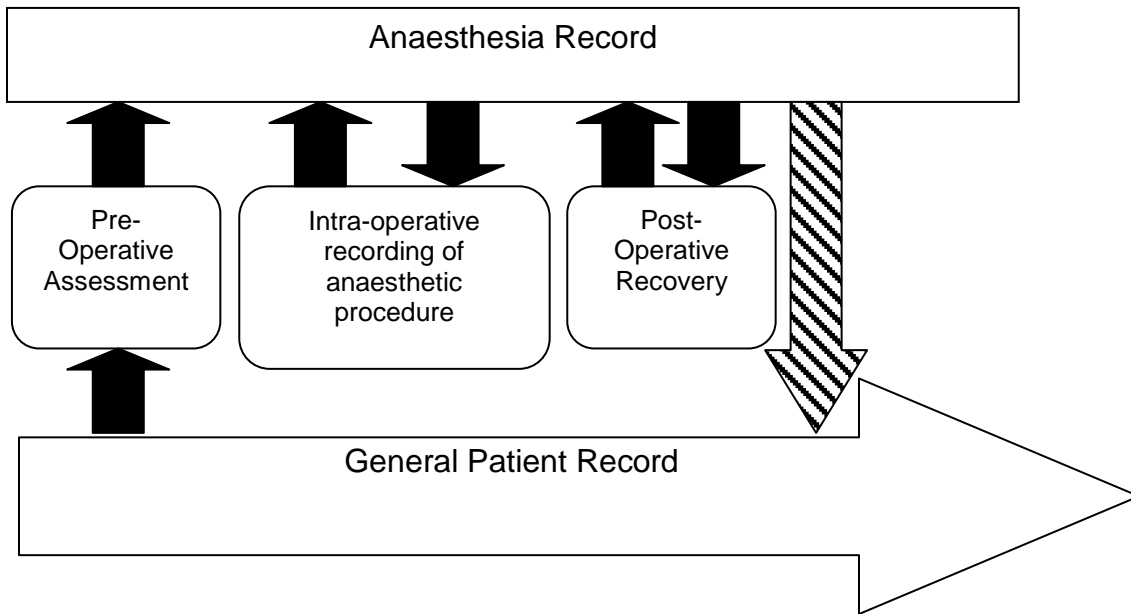 Anaesthesia Record
Pre-
Operative
Assessment
Intra-operative
recording of
anaesthetic
procedure
Post-
Operative
Recovery
General Patient Record